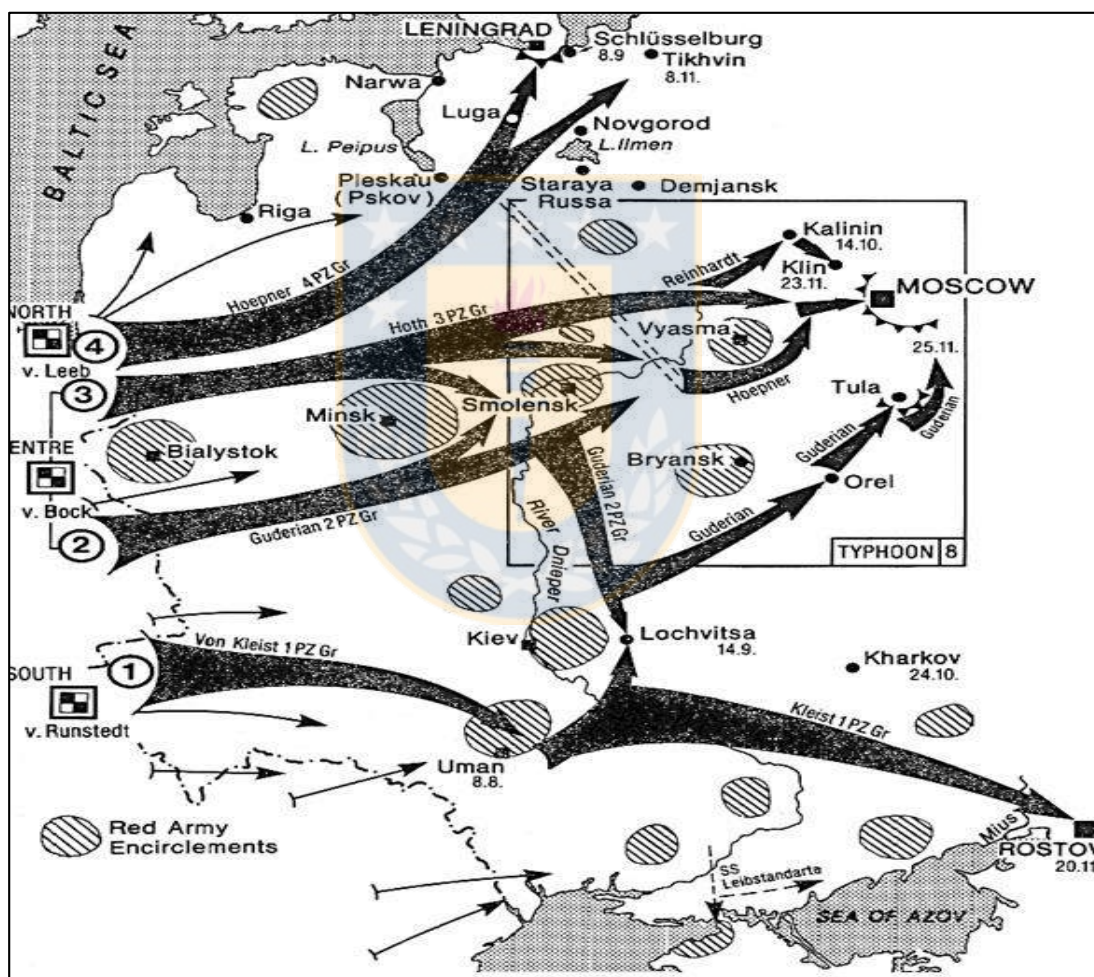 LENINGRAD
Schlüsselburg
8.9
Tikhvin
8.11.
Narwa
BALTIC SEA
Luga
Novgorod
L. Peipus
L.Ilmen
Pleskau
(Pskov)
Staraya
Russa
Demjansk
Riga
Kalinin
14.10.
Reinhardt
Klin
23.11.
MOSCOW
Hoepner 4 PZ Gr
NORTH
4
v. Leeb
Hoth 3 PZ Gr
Vyasma
25.11.
3
Hoepner
Tula
Smolensk
Minsk
Guderian
Guderian
ENTRE
Bialystok
Bryansk
v. Bock
Guderian 2 PZ Gr
Guderian 2 PZ Gr
Orel
2
River Dnieper
Guderian
TYPHOON 8
Kiev
Lochvitsa
14.9.
Von Kleist 1 PZ Gr
1
Kharkov
24.10.
SOUTH
v. Runstedt
Kleist 1 PZ Gr
Uman
8.8.
Red Army
Encirclements
Mius
ROSTOV
20.11
SS
Leibstandarte
SEA OF AZOV